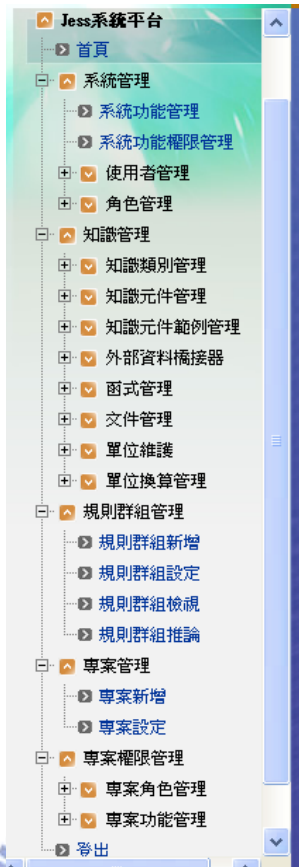 Jess系統平台
首頁
系統管理
系統功能管理
系統功能權限管理
使用者管理
角色管理
知識管理
知識類別管理
知識元件管理
知識元件範例管理
外部資料橋接器
函式管理
文件管理
單位維護
單位換算管理
規則群組管理
規則群組新增
規則群組設定
規則群組檢視
規則群組推論
專案管理
專案新增
專案設定
專案權限管理
專案角色管理
專案功能管理
登出